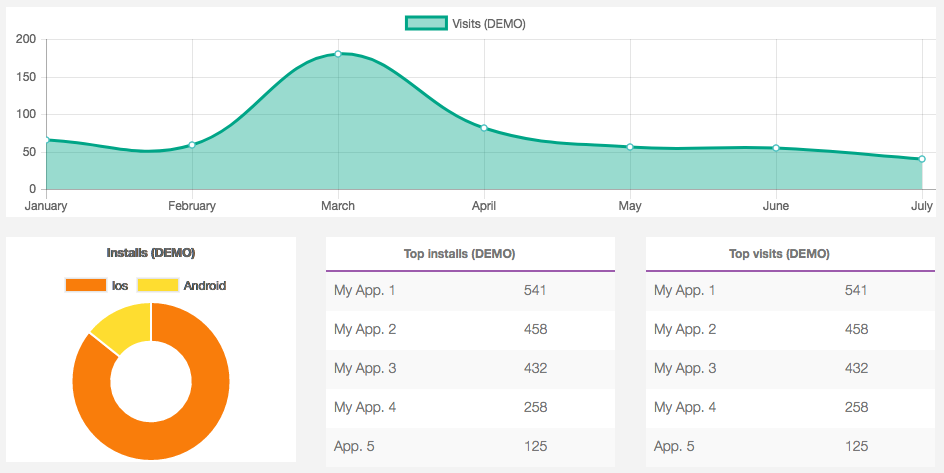 Visits (DEMO)
200
150
100
50
0
January February March April May June July
Installs (DEMO)
Ios Android
Top installs (DEMO)
My App. 1 541
My App. 2 458
My App. 3 432
My App. 4 258
App. 5 125
Top visits (DEMO)
My App. 1 541
My App. 2 458
My App. 3 432
My App. 4 258
App. 5 125